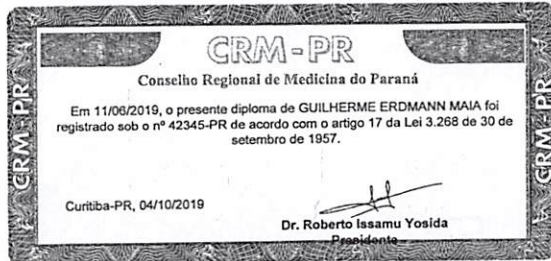 CRM-PR
Conselho Regional de Medicina do Paraná
Em 11/06/2019, o presente diploma de GUILHERME ERDMANN MAIA foi
registrado sob o nº 42345-PR de acordo com o artigo 17 da Lei 3.268 de 30 de
setembro de 1957.
Curitiba-PR, 04/10/2019
Dr. Roberto Issamu Yosida
Presidente
CRM-PR
CRM-PR